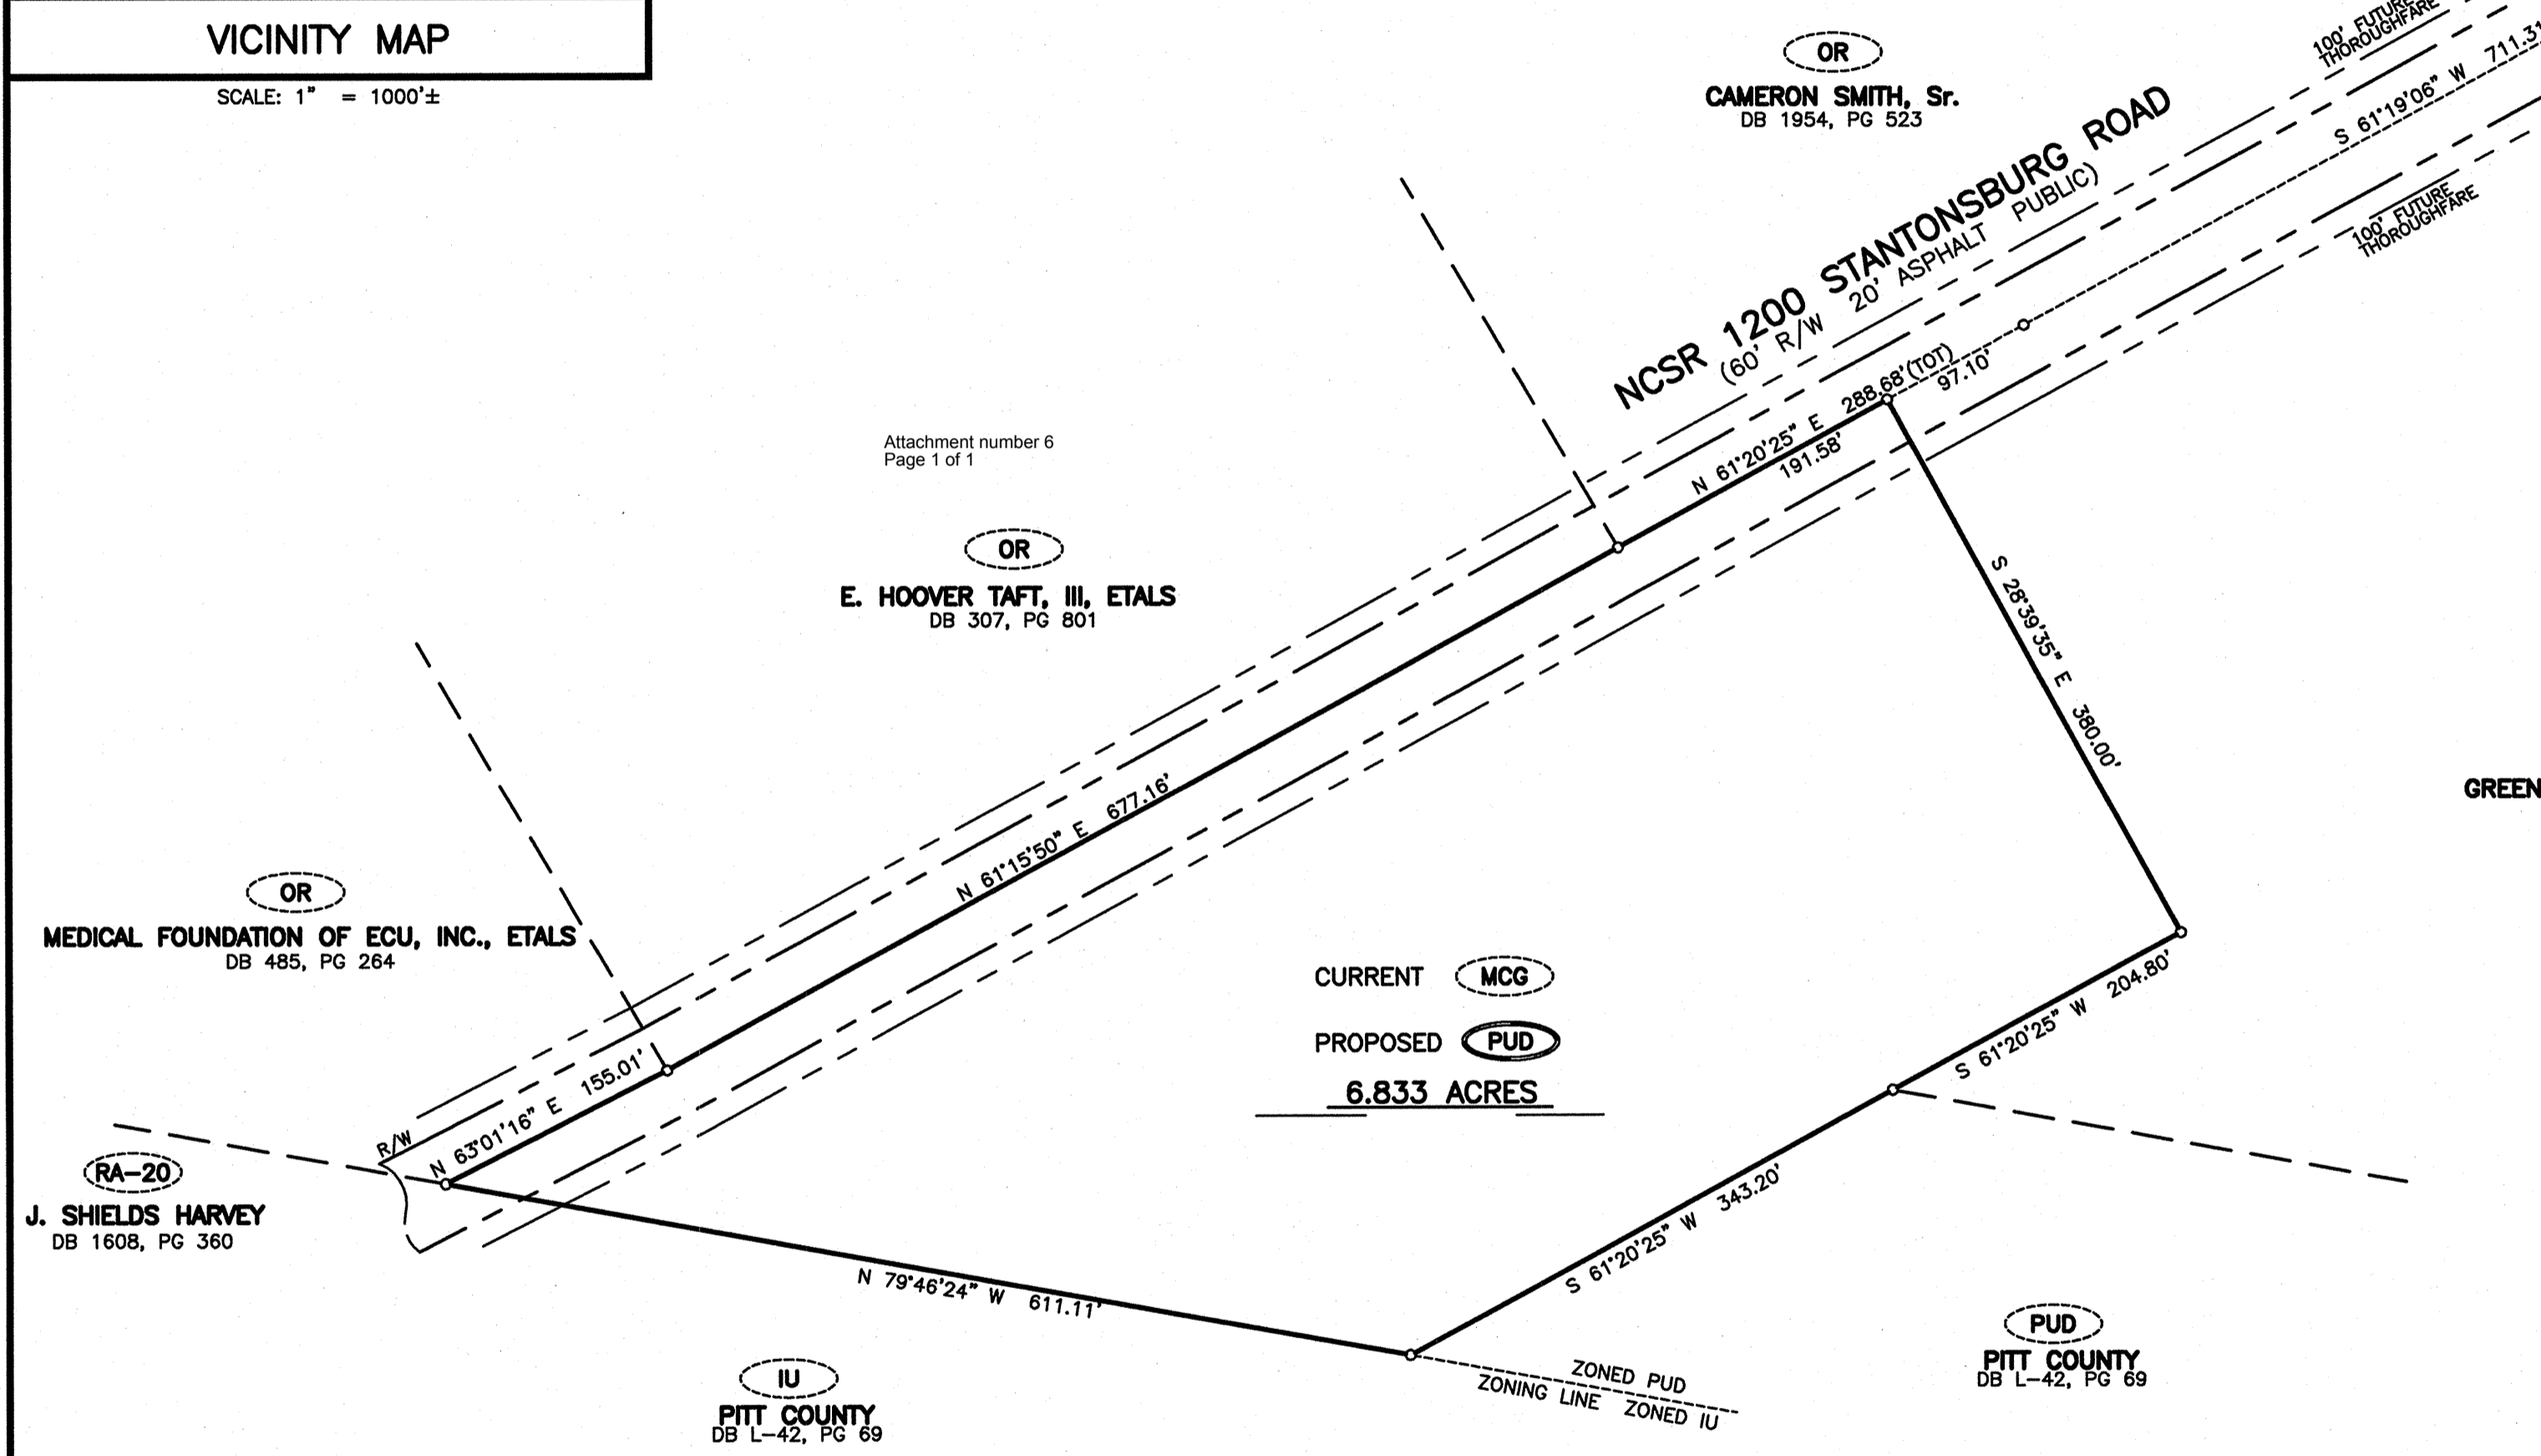 VICINITY MAP
SCALE: 1" = 1000'±
OR
CAMERON SMITH, Sr.
DB 1954, PG 523
100' FUTURE
THOROUGHFARE
S 61°19'06" W 711.31
NCSR 1200 STANTONSBURG ROAD
(60' R/W 20' ASPHALT PUBLIC)
100' FUTURE
THOROUGHFARE
N 61°20'25" E 288.68'(TOT)
191.58'
97.10'
Attachment number 6
Page 1 of 1
OR
E. HOOVER TAFT, III, ETALS
DB 307, PG 801
S 28°39'35" E 380.00'
GREEN
N 61°15'50" E 677.16'
OR
MEDICAL FOUNDATION OF ECU, INC., ETALS
DB 485, PG 264
CURRENT MCG
PROPOSED PUD
6.833 ACRES
S 61°20'25" W 204.80'
R/W
N 63°01'16" E 155.01'
RA-20
J. SHIELDS HARVEY
DB 1608, PG 360
S 61°20'25" W 343.20'
N 79°46'24" W 611.11'
IU
PITT COUNTY
DB L-42, PG 69
ZONED PUD
ZONING LINE ZONED IU
PUD
PITT COUNTY
DB L-42, PG 69